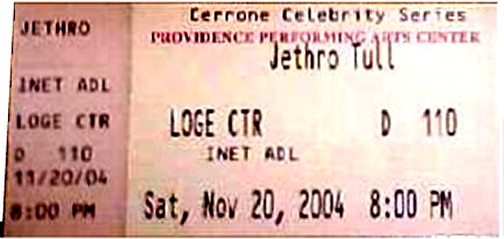 JETHRO
INET ADL
LOGE CTR
D 110
11/20/04
8:00 PM
Cerrone Celebrity Series
PROVIDENCE PERFORMING ARTS CENTER
Jethro Tull
LOGE CTR D 110
INET ADL
Sat, Nov 20, 2004 8:00 PM